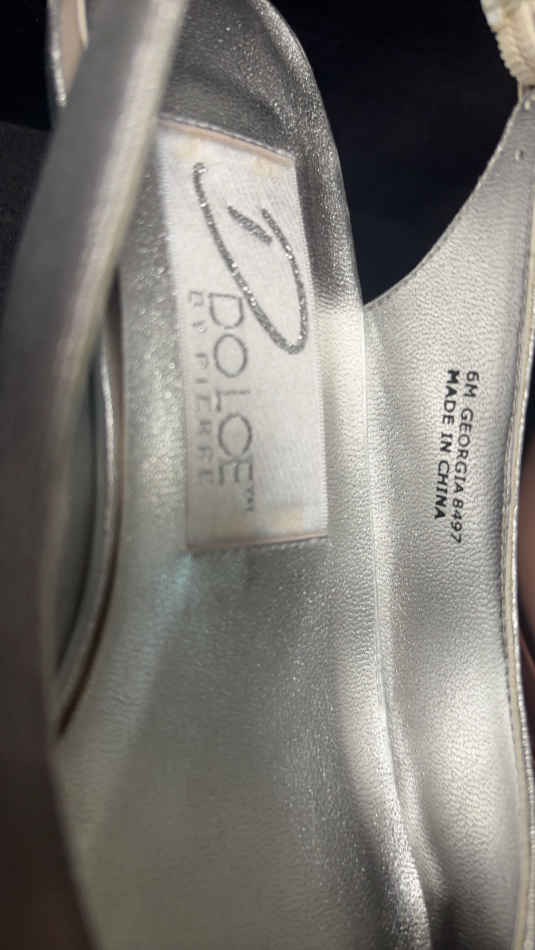 D
DOLCE™
BY PIERRE
6M GEORGIA 8497
MADE IN CHINA